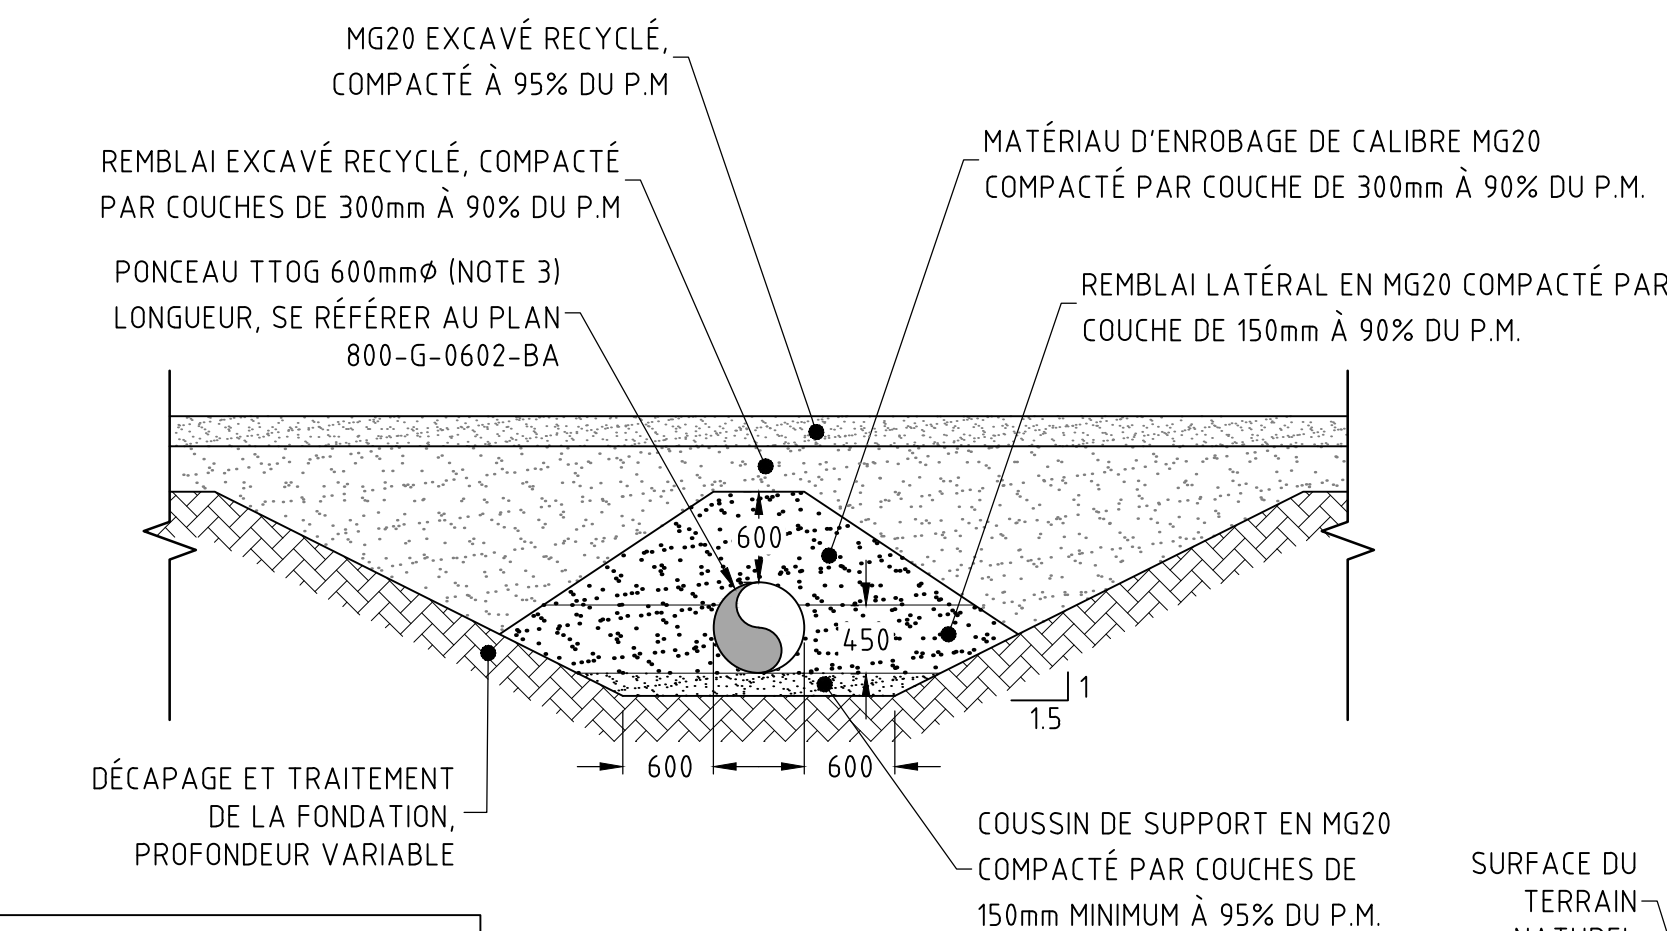 MG20 EXCAVÉ RECYCLÉ,
COMPACTÉ À 95% DU P.M
REMBLAI EXCAVÉ RECYCLÉ, COMPACTÉ
PAR COUCHES DE 300mm À 90% DU P.M
PONCEAU TTOG 600mmØ (NOTE 3)
LONGUEUR, SE RÉFÉRER AU PLAN
800-G-0602-BA
MATÉRIAU D'ENROBAGE DE CALIBRE MG20
COMPACTÉ PAR COUCHE DE 300mm À 90% DU P.M.
REMBLAI LATÉRAL EN MG20 COMPACTÉ PAR
COUCHE DE 150mm À 90% DU P.M.
600
450
1
1.5
600
600
DÉCAPAGE ET TRAITEMENT
DE LA FONDATION,
PROFONDEUR VARIABLE
COUSSIN DE SUPPORT EN MG20
COMPACTÉ PAR COUCHES DE
150mm MINIMUM À 95% DU P.M.
SURFACE DU
TERRAIN
NATUREL